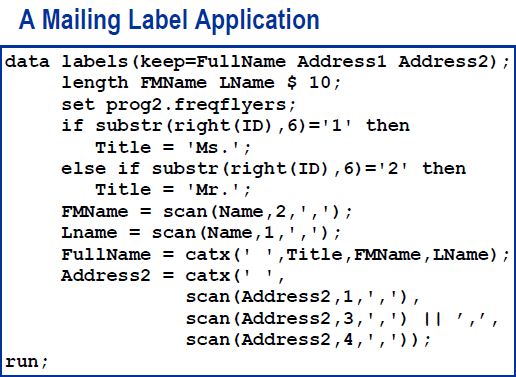 A Mailing Label Application
data labels(keep=FullName Address1 Address2);
length FMName LName $ 10;
set prog2.freqflyers;
if substr(right(ID),6)='1' then
Title = 'Ms.';
else if substr(right(ID),6)='2' then
Title = 'Mr.';
FMName = scan(Name,2,',');
Lname = scan(Name,1,',');
FullName = catx(' ',Title,FMName,LName);
Address2 = catx(' ',
scan(Address2,1,','),
scan(Address2,3,',') || ’,’,
scan(Address2,4,','));
run;